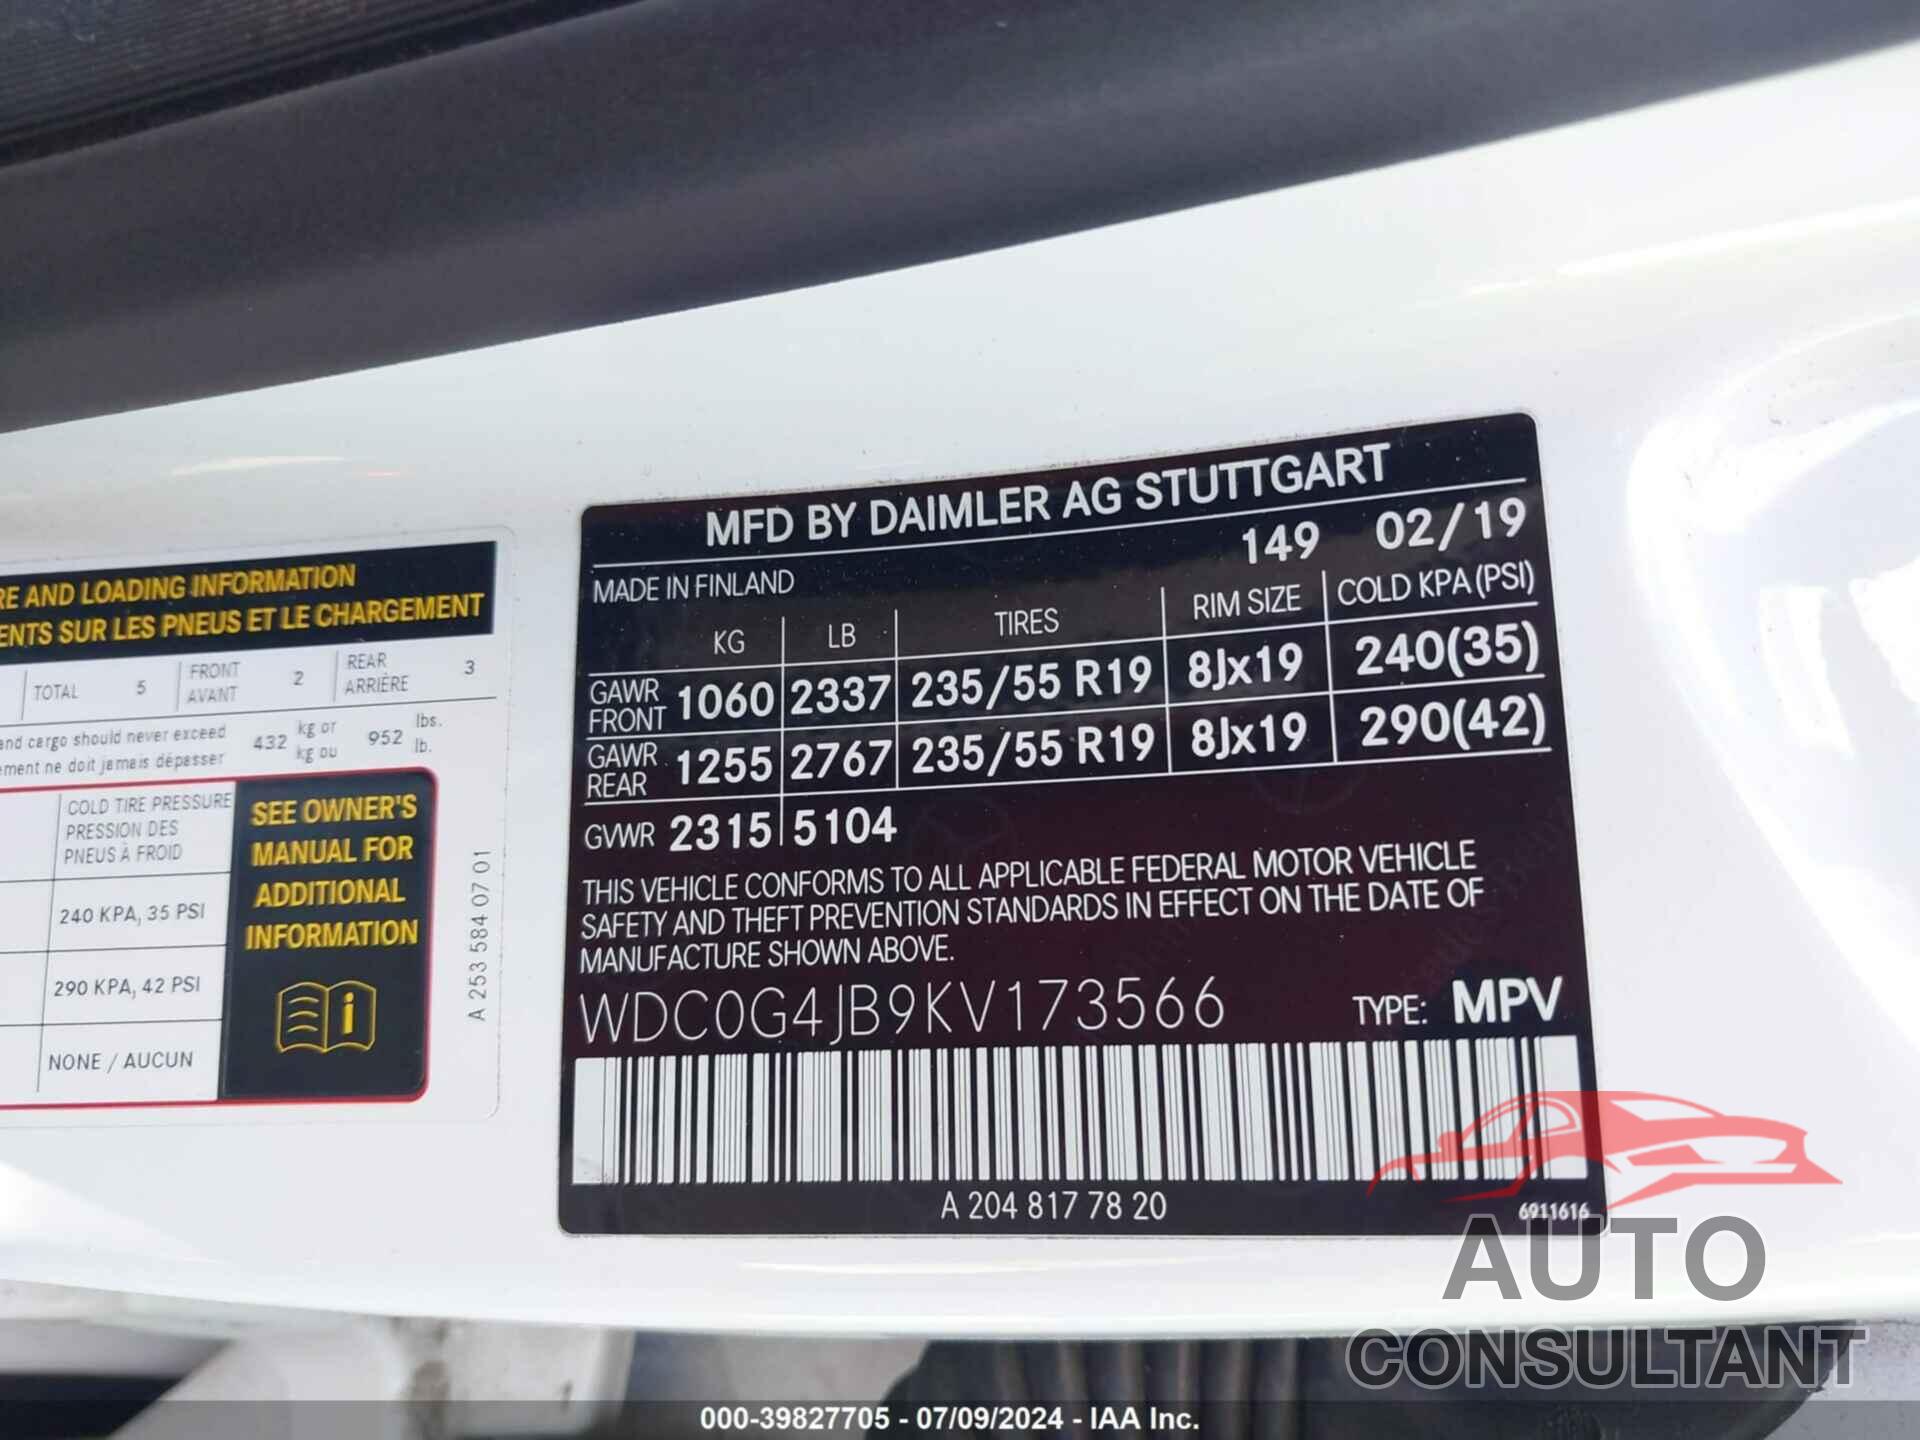 RE AND LOADING INFORMATION
ENTS SUR LES PNEUS ET LE CHARGEMENT
TOTAL 5 FRONT AVANT 2 REAR ARRIÈRE 3
and cargo should never exceed 432 kg or 952 lbs.
ement ne doit jamais dépasser kg ou lb.
COLD TIRE PRESSURE
PRESSION DES
PNEUS À FROID
240 KPA, 35 PSI
290 KPA, 42 PSI
NONE / AUCUN
SEE OWNER'S
MANUAL FOR
ADDITIONAL
INFORMATION
A 253 584 07 01
MFD BY DAIMLER AG STUTTGART
149 02/19
MADE IN FINLAND
KG LB TIRES RIM SIZE COLD KPA (PSI)
GAWR FRONT 1060 2337 235/55 R19 8Jx19 240(35)
GAWR REAR 1255 2767 235/55 R19 8Jx19 290(42)
GVWR 2315 5104
THIS VEHICLE CONFORMS TO ALL APPLICABLE FEDERAL MOTOR VEHICLE
SAFETY AND THEFT PREVENTION STANDARDS IN EFFECT ON THE DATE OF
MANUFACTURE SHOWN ABOVE.
WDC0G4JB9KV173566 TYPE: MPV
A 204 817 78 20
6911616
AUTO
CONSULTANT
000-39827705 - 07/09/2024 - IAA Inc.